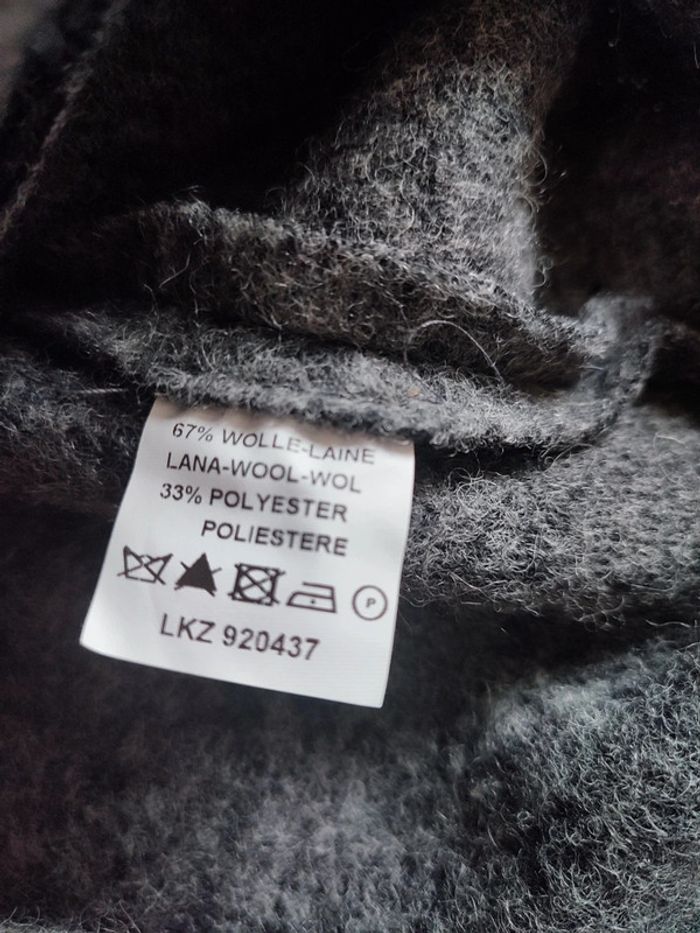 67% WOLLE-LAINE
LANA-WOOL-WOL
33% POLYESTER
POLIESTERE
P
LKZ 920437